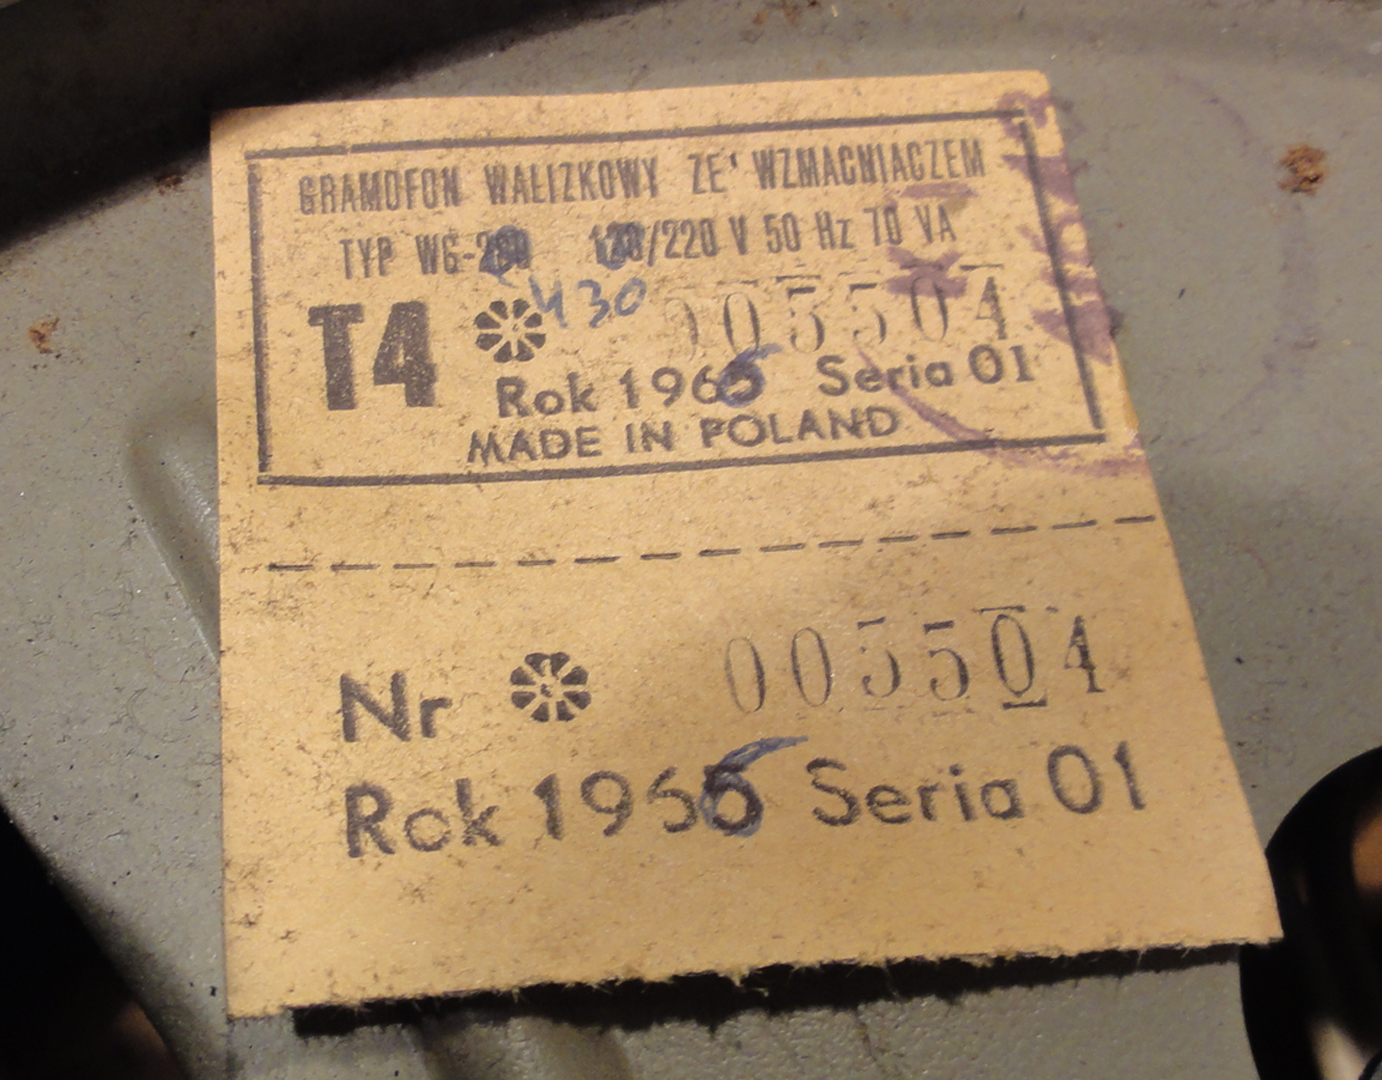 GRAMOFON WALIZKOWY ZE WZMACNIACZEM
TYP WG- /220 V 50 Hz 70 VA
430
T4 005504
Rok 1966 Seria 01
MADE IN POLAND
Nr 005504
Rok 1966 Seria 01